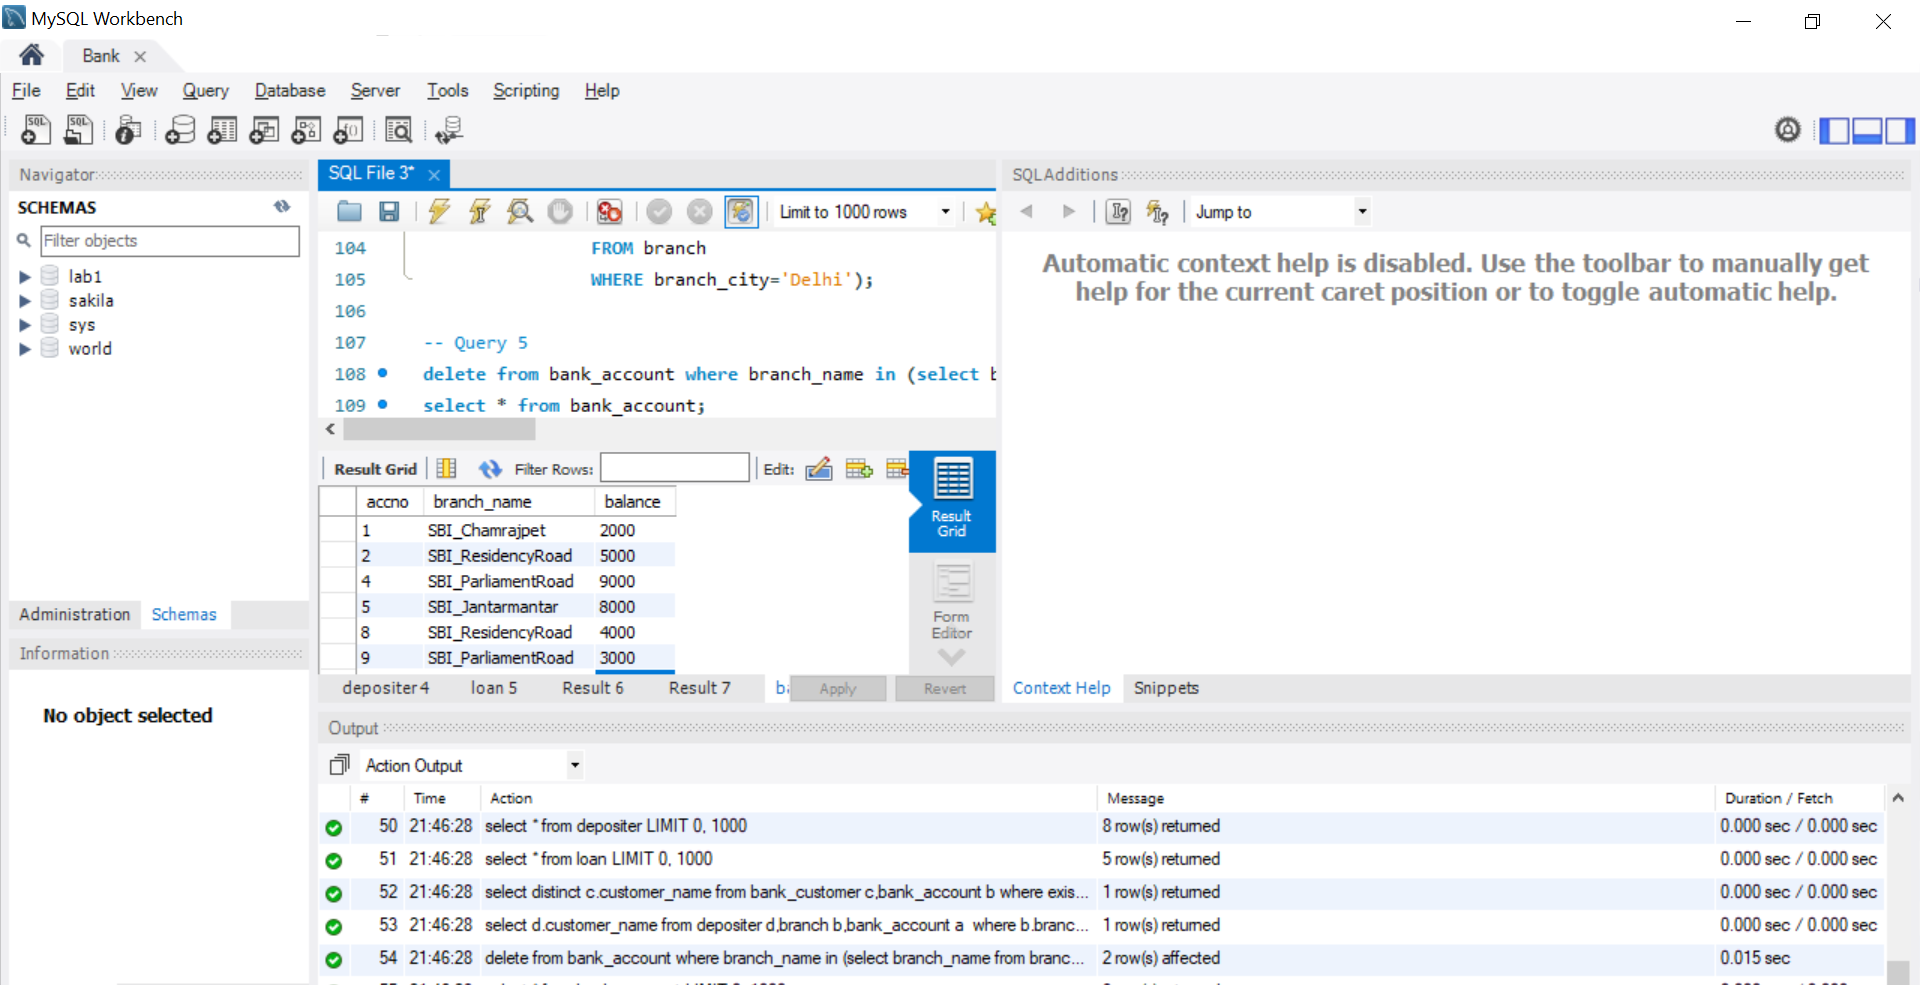 MySQL Workbench
Bank
File Edit View Query Database Server Tools Scripting Help
Navigator
SCHEMAS
Filter objects
lab1
sakila
sys
world
Administration Schemas
Information
No object selected
SQL File 3*
Limit to 1000 rows
104 FROM branch
105 WHERE branch_city='Delhi');
106
107 -- Query 5
108 delete from bank_account where branch_name in (select b
109 select * from bank_account;
Result Grid Filter Rows: Edit:
accno branch_name balance
1 SBI_Chamrajpet 2000
2 SBI_ResidencyRoad 5000
4 SBI_ParliamentRoad 9000
5 SBI_Jantarmantar 8000
8 SBI_ResidencyRoad 4000
9 SBI_ParliamentRoad 3000
Result
Grid
Form
Editor
depositer4 loan 5 Result 6 Result 7 ba Apply Revert
SQLAdditions
Jump to
Automatic context help is disabled. Use the toolbar to manually get
help for the current caret position or to toggle automatic help.
Context Help Snippets
Output
Action Output
# Time Action Message Duration / Fetch
50 21:46:28 select * from depositer LIMIT 0, 1000 8 row(s) returned 0.000 sec / 0.000 sec
51 21:46:28 select * from loan LIMIT 0, 1000 5 row(s) returned 0.000 sec / 0.000 sec
52 21:46:28 select distinct c.customer_name from bank_customer c,bank_account b where exis... 1 row(s) returned 0.000 sec / 0.000 sec
53 21:46:28 select d.customer_name from depositer d,branch b,bank_account a where b.branc... 1 row(s) returned 0.000 sec / 0.000 sec
54 21:46:28 delete from bank_account where branch_name in (select branch_name from branc... 2 row(s) affected 0.015 sec